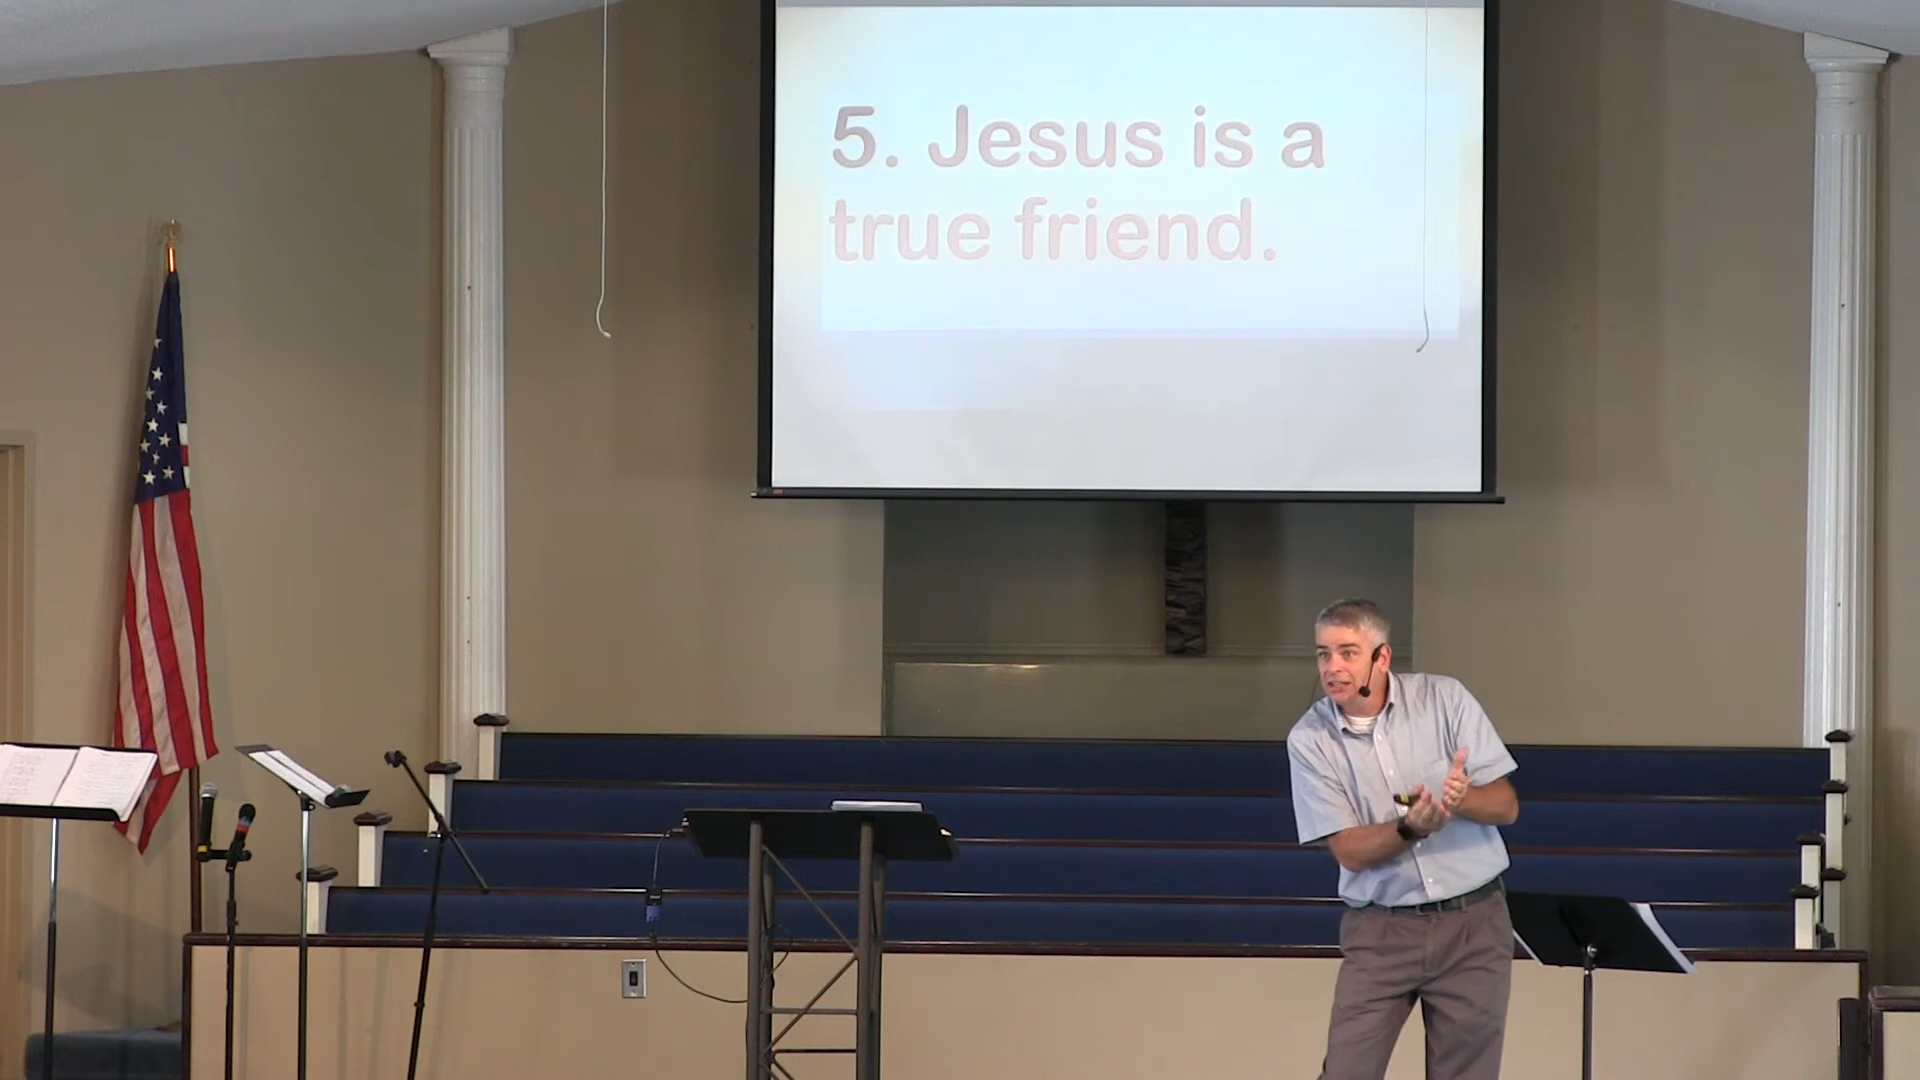 5. Jesus is a
true friend.